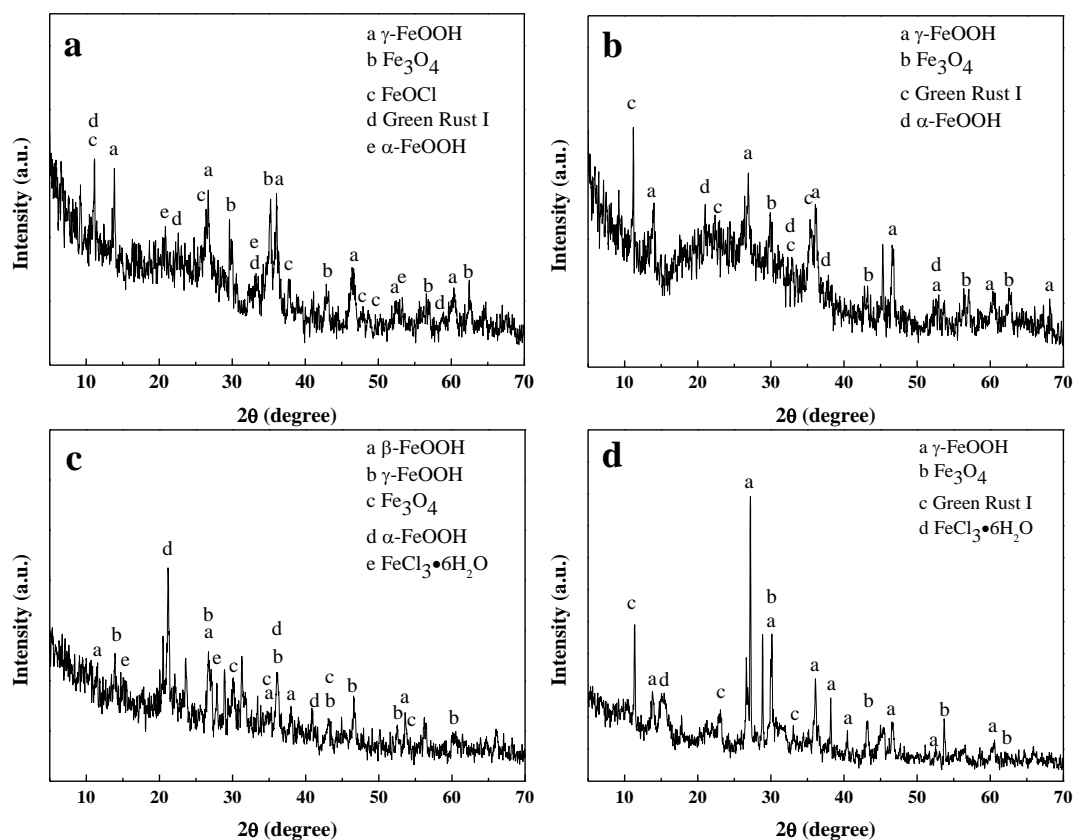 a
a γ-FeOOH
b Fe3O4
c FeOCl
d Green Rust I
e α-FeOOH
d
c
a
e
d
c
a
b
e
d
b
a
c
b
a
c
c
a
e
b
d
a
b
Intensity (a.u.)
10 20 30 40 50 60 70
2θ (degree)
b
a γ-FeOOH
b Fe3O4
c Green Rust I
d α-FeOOH
c
a
d
c
a
b
d
c
c
a
d
b
a
d
a
b
a
b
a
Intensity (a.u.)
10 20 30 40 50 60 70
2θ (degree)
c
a β-FeOOH
b γ-FeOOH
c Fe3O4
d α-FeOOH
e FeCl3•6H2O
a
b
e
d
b
a
e
c
c
a
d
b
a
d
c
b
b
b
a
c
b
Intensity (a.u.)
10 20 30 40 50 60 70
2θ (degree)
d
a γ-FeOOH
b Fe3O4
c Green Rust I
d FeCl3•6H2O
c
a
d
c
a
b
a
c
a
a
a
b
a
a
b
a
b
Intensity (a.u.)
10 20 30 40 50 60 70
2θ (degree)